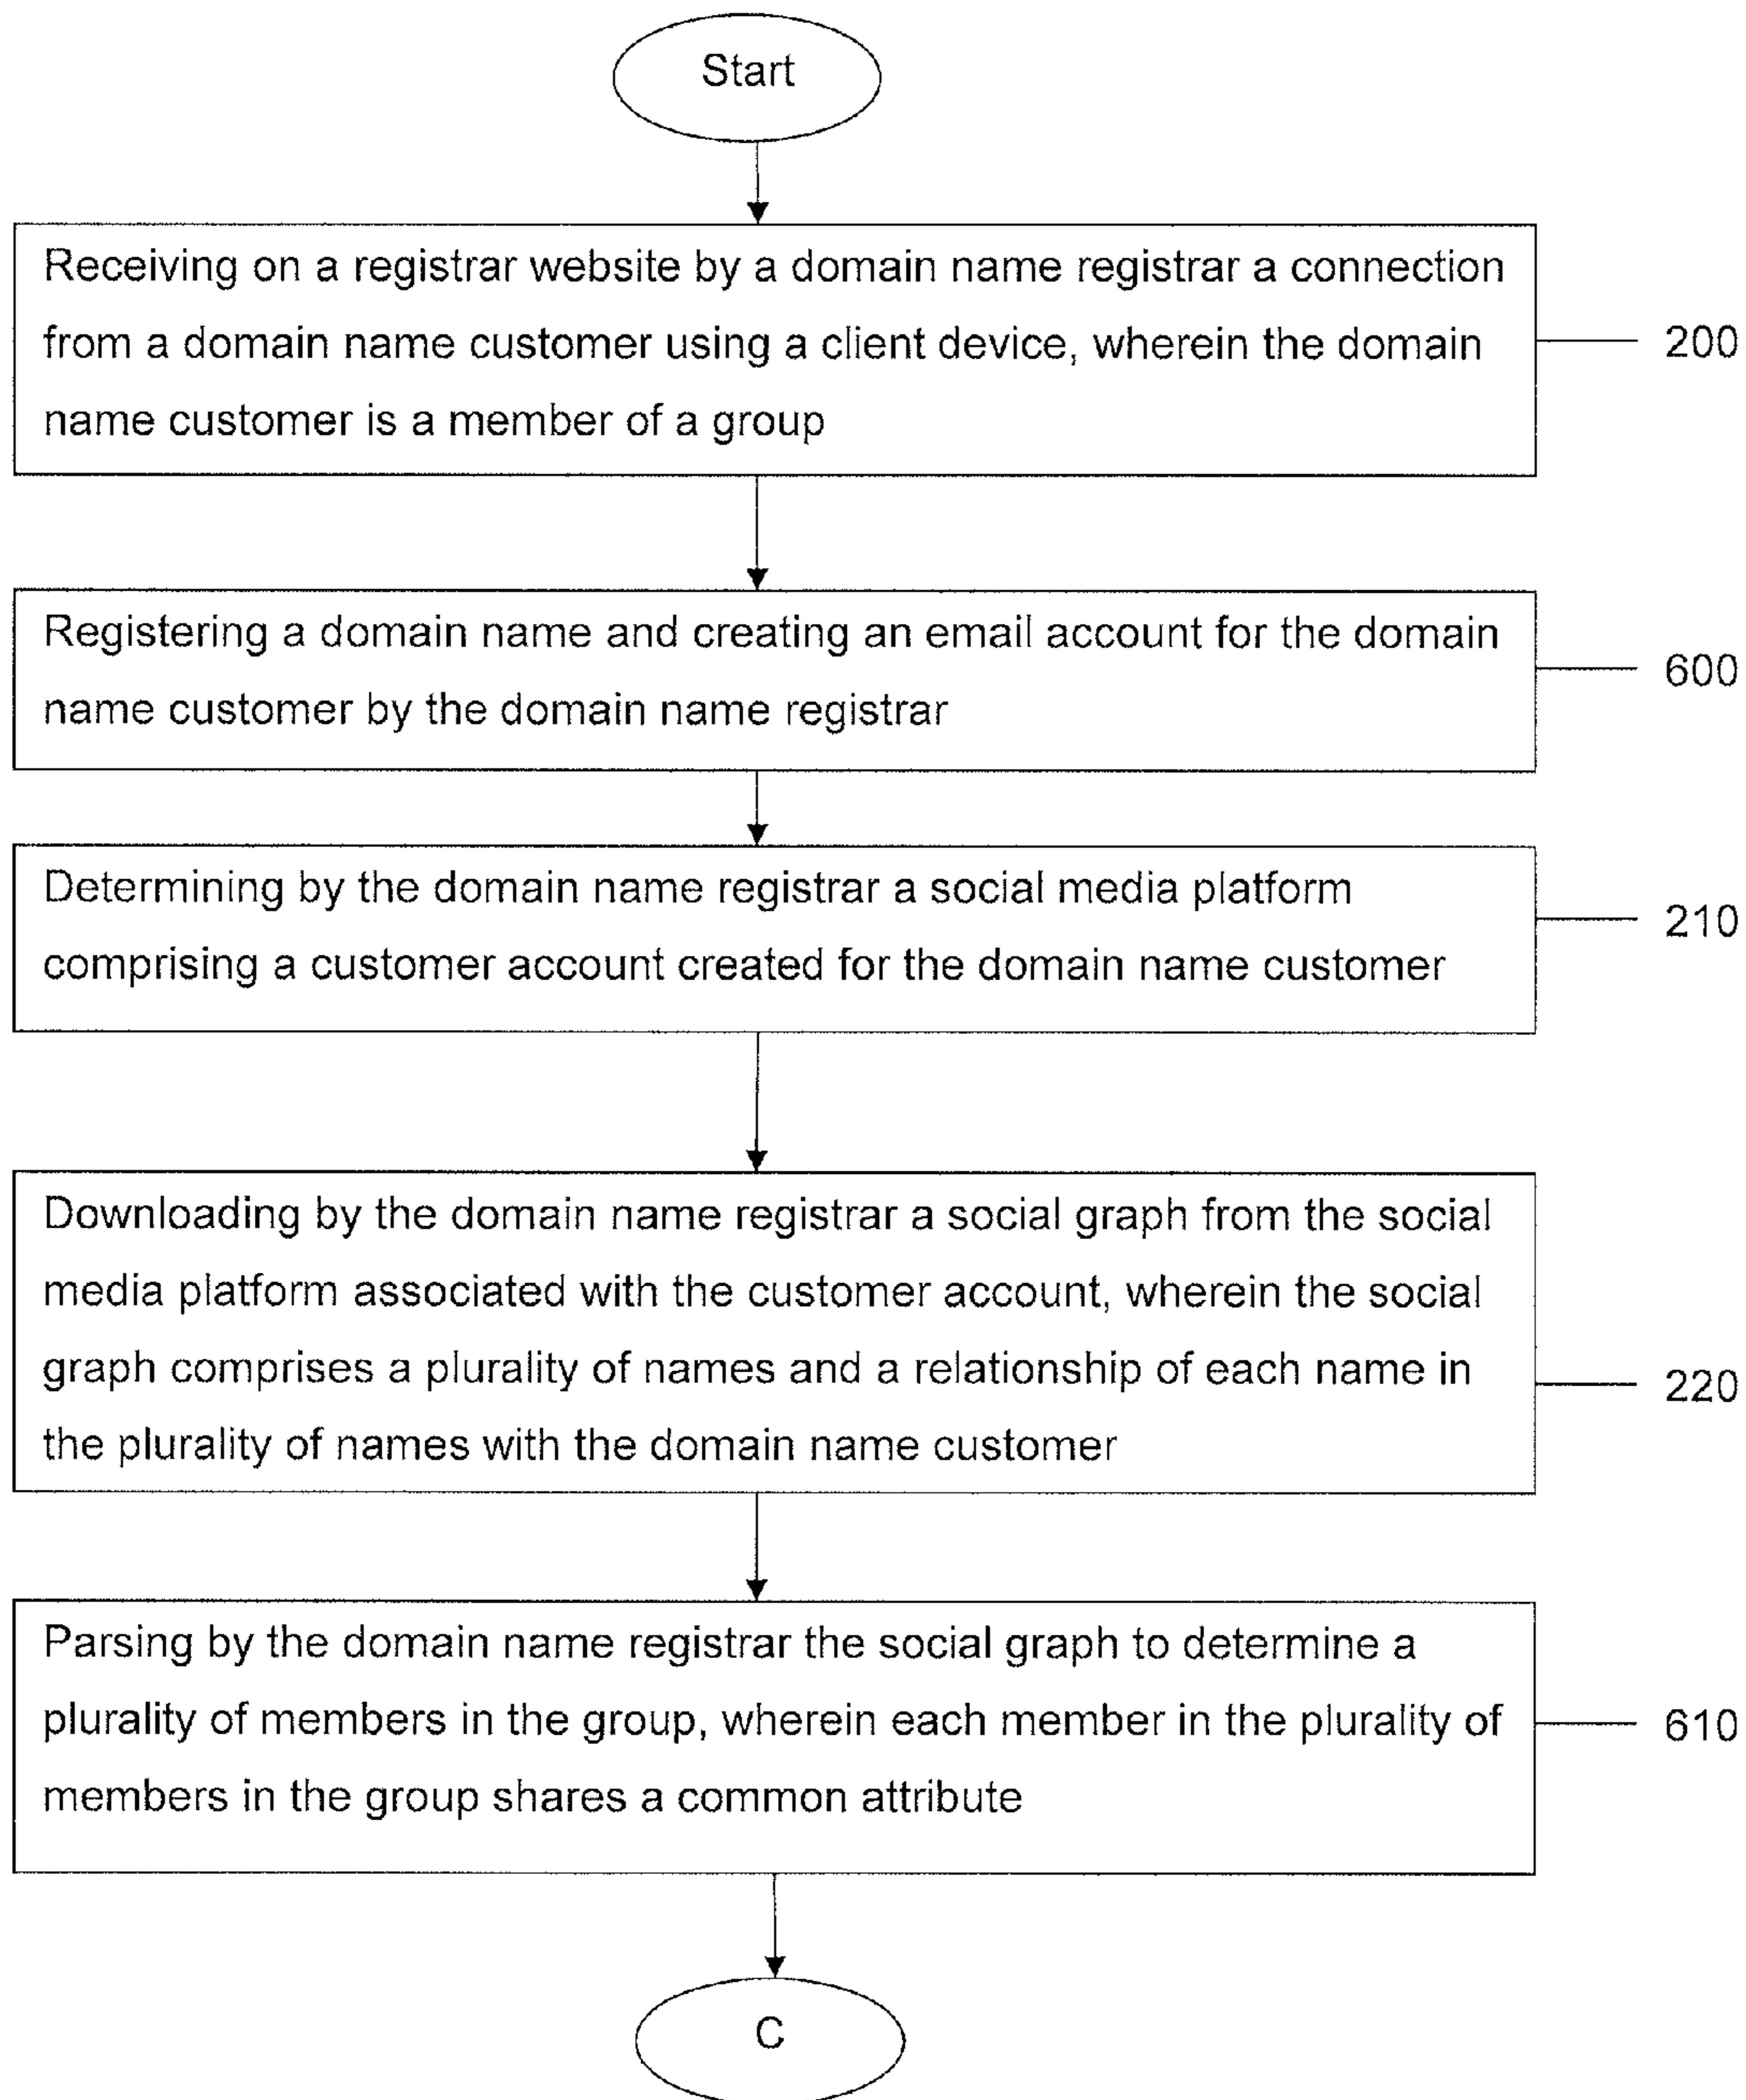 Start
Receiving on a registrar website by a domain name registrar a connection
from a domain name customer using a client device, wherein the domain
name customer is a member of a group
200
Registering a domain name and creating an email account for the domain
name customer by the domain name registrar
600
Determining by the domain name registrar a social media platform
comprising a customer account created for the domain name customer
210
Downloading by the domain name registrar a social graph from the social
media platform associated with the customer account, wherein the social
graph comprises a plurality of names and a relationship of each name in
the plurality of names with the domain name customer
220
Parsing by the domain name registrar the social graph to determine a
plurality of members in the group, wherein each member in the plurality of
members in the group shares a common attribute
610
C